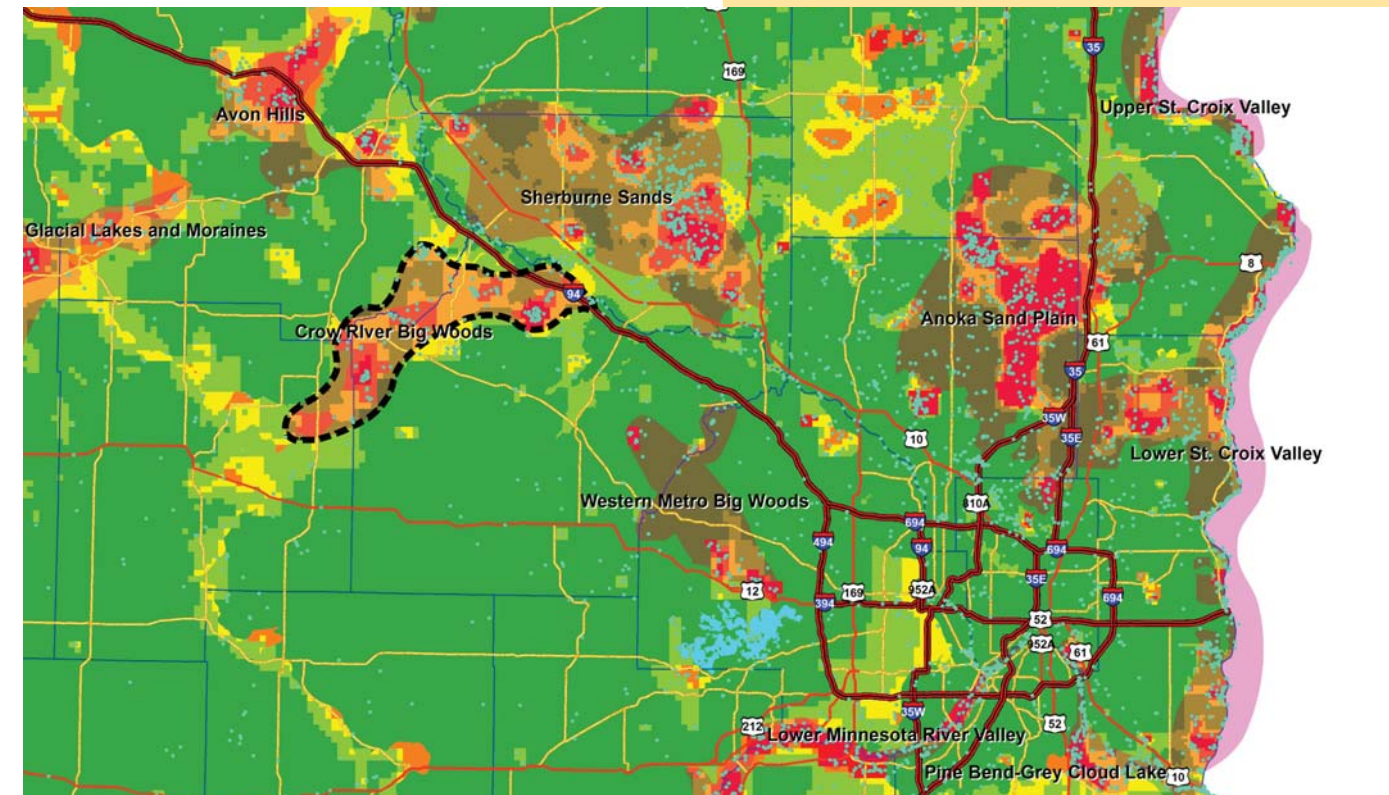 35
169
Avon Hills
Upper St. Croix Valley
Sherburne Sands
Glacial Lakes and Moraines
8
94
Anoka Sand Plain
Crow River Big Woods
61
35
35W
10
35E
Lower St. Croix Valley
Western Metro Big Woods
810A
694
494
94
694
35E
12
169
952A
394
694
52
952A
61
35W
212
52
Lower Minnesota River Valley
Pine Bend-Grey Cloud Lake
10